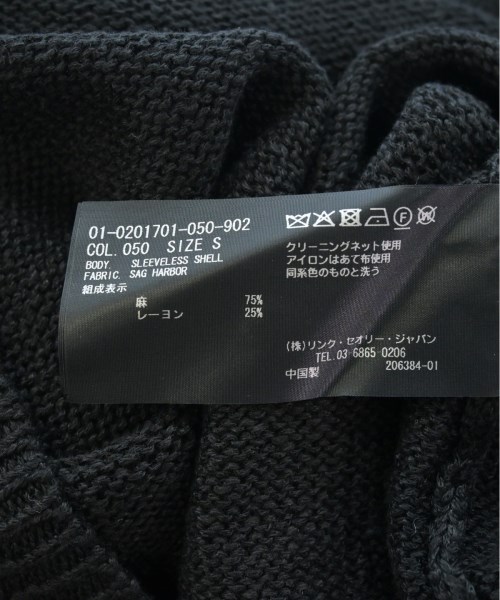 01-0201701-050-902
COL. 050 SIZE S
BODY. SLEEVELESS SHELL
FABRIC. SAG HARBOR
組成表示
麻 75%
レーヨン 25%
クリーニングネット使用
アイロンはあて布使用
同系色のものと洗う
(株)リンク・セオリー・ジャパン
TEL.03-6865-0206
中国製 206384-01